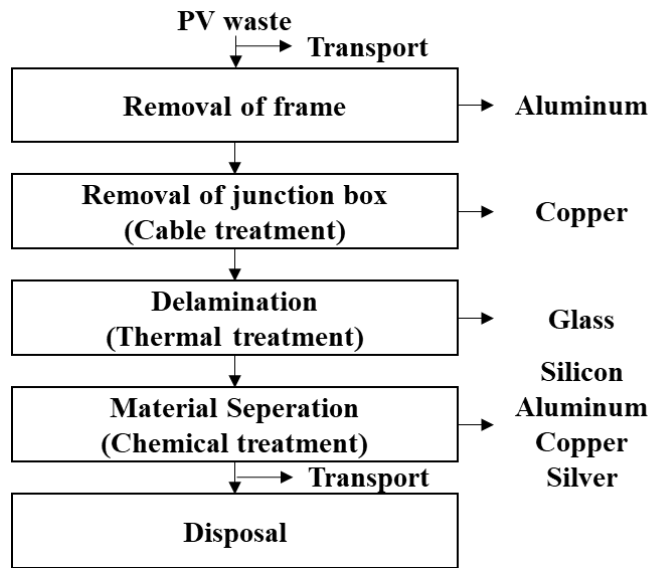 PV waste
Transport
Removal of frame
Aluminum
Removal of junction box
(Cable treatment)
Copper
Delamination
(Thermal treatment)
Glass
Material Seperation
(Chemical treatment)
Silicon
Aluminum
Copper
Silver
Transport
Disposal